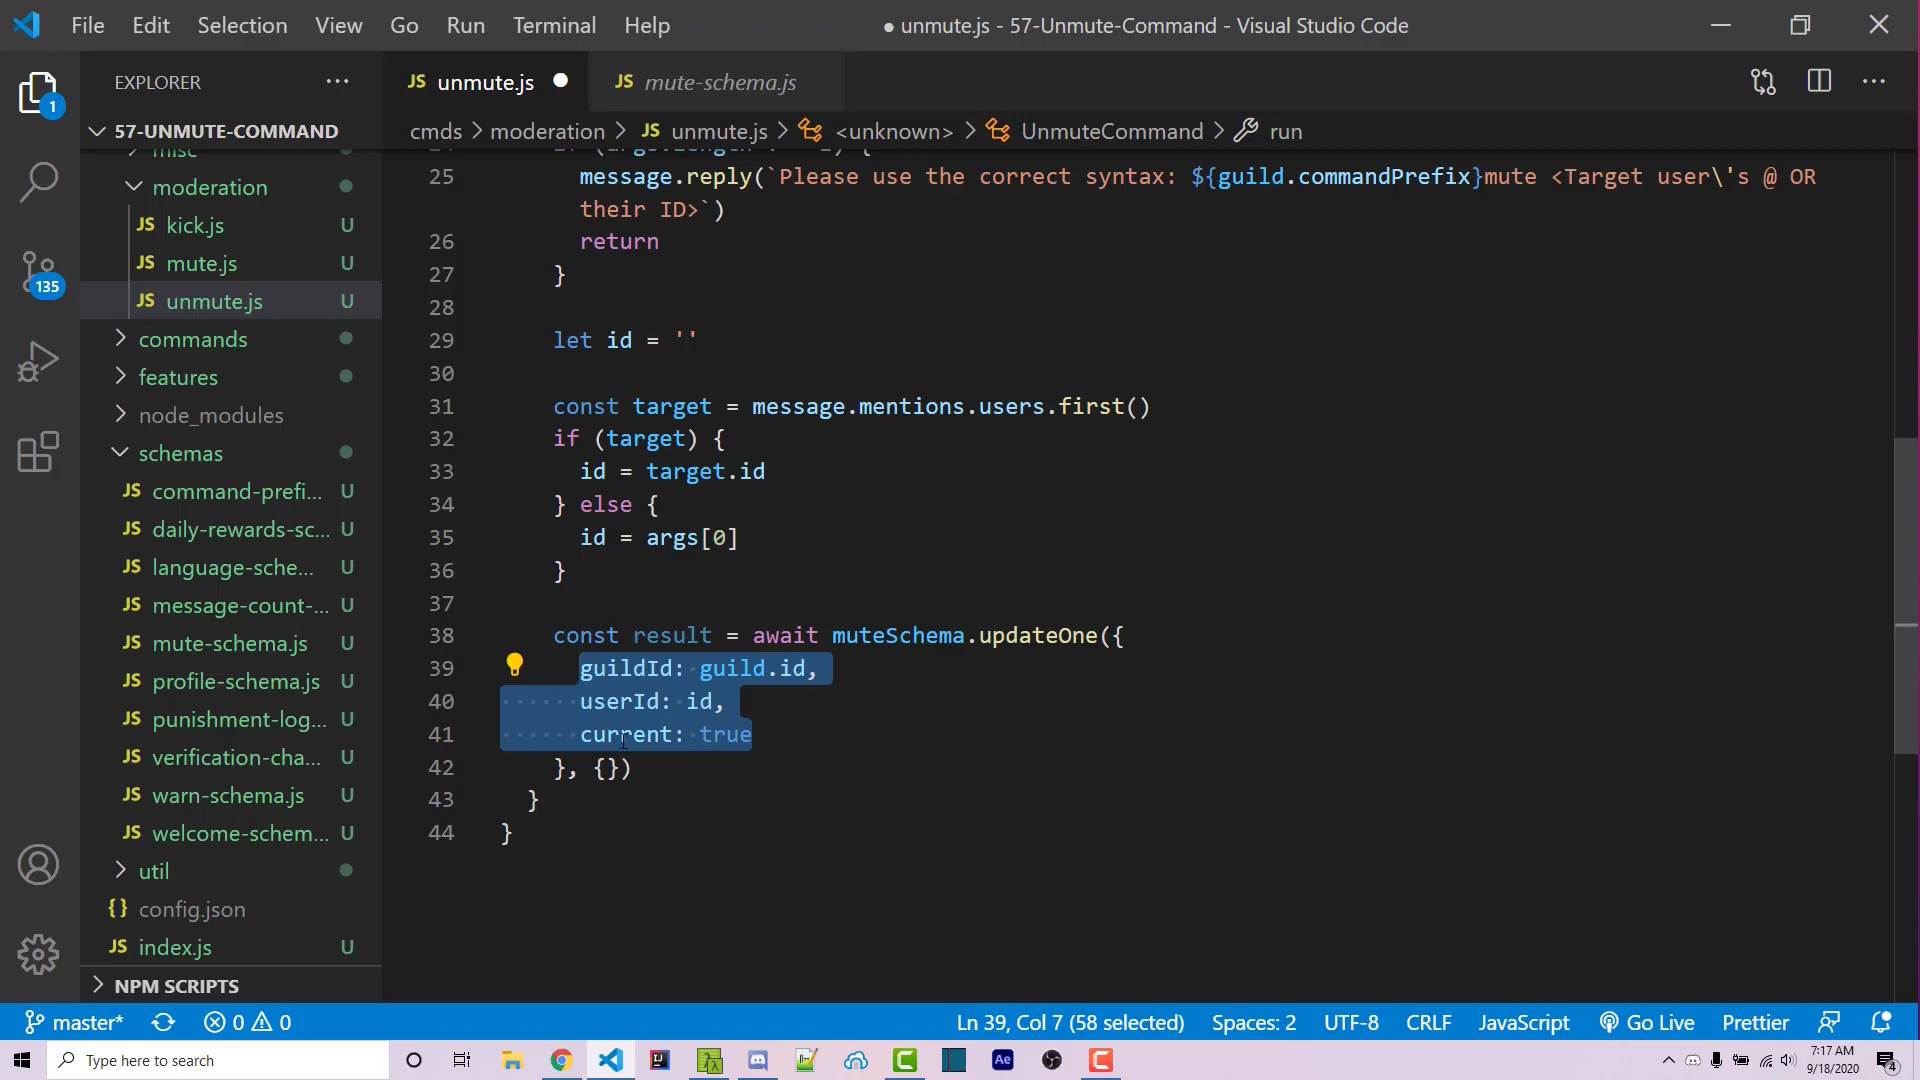 File Edit Selection View Go Run Terminal Help
● unmute.js - 57-Unmute-Command - Visual Studio Code
EXPLORER
JS unmute.js ●
JS mute-schema.js
57-UNMUTE-COMMAND
cmds > moderation > JS unmute.js > <unknown> > UnmuteCommand > run
misc
moderation
JS kick.js U
JS mute.js U
JS unmute.js U
commands
features
node_modules
schemas
JS command-prefi... U
JS daily-rewards-sc... U
JS language-sche... U
JS message-count-... U
JS mute-schema.js U
JS profile-schema.js U
JS punishment-log... U
JS verification-cha... U
JS warn-schema.js U
JS welcome-schem... U
util
{} config.json
JS index.js U
NPM SCRIPTS
1
135
25 message.reply(`Please use the correct syntax: ${guild.commandPrefix}mute <Target user\'s @ OR
their ID>`)
26 return
27 }
28
29 let id = ''
30
31 const target = message.mentions.users.first()
32 if (target) {
33 id = target.id
34 } else {
35 id = args[0]
36 }
37
38 const result = await muteSchema.updateOne({
39 guildId: guild.id,
40 userId: id,
41 current: true
42 }, {})
43 }
44 }
master* 0 0 Ln 39, Col 7 (58 selected) Spaces: 2 UTF-8 CRLF JavaScript Go Live Prettier
Type here to search
IJ
Ae
7:17 AM
9/18/2020
4